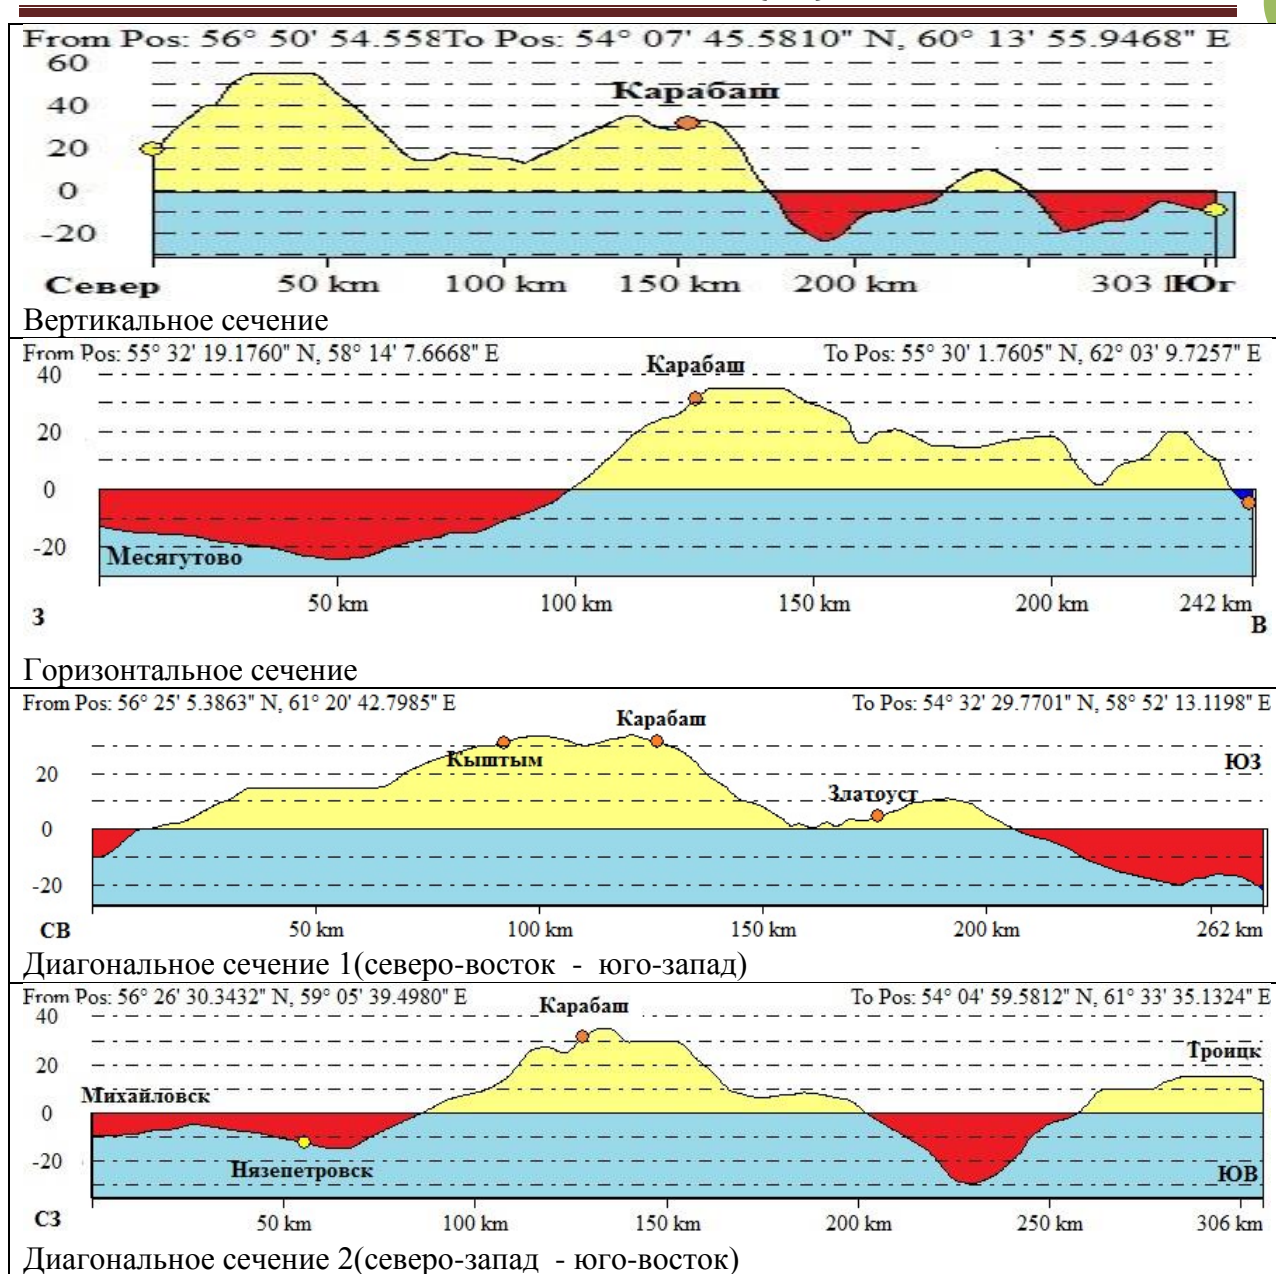 From Pos: 56° 50' 54.558To Pos: 54° 07' 45.5810" N, 60° 13' 55.9468" E
60
Карабаш
40
20
0
-20
Север 50 km 100 km 150 km 200 km 303 Юг
Вертикальное сечение
From Pos: 55° 32' 19.1760" N, 58° 14' 7.6668" E To Pos: 55° 30' 1.7605" N, 62° 03' 9.7257" E
Карабаш
40
20
0
-20
Месягутово
50 km 100 km 150 km 200 km 242 km
З В
Горизонтальное сечение
From Pos: 56° 25' 5.3863" N, 61° 20' 42.7985" E To Pos: 54° 32' 29.7701" N, 58° 52' 13.1198" E
Карабаш
Кыштым ЮЗ
20
Златоуст
0
-20
СВ 50 km 100 km 150 km 200 km 262 km
Диагональное сечение 1(северо-восток - юго-запад)
From Pos: 56° 26' 30.3432" N, 59° 05' 39.4980" E To Pos: 54° 04' 59.5812" N, 61° 33' 35.1324" E
Карабаш
40
Троицк
20
Михайловск
0
-20
Нязепетровск ЮВ
СЗ 50 km 100 km 150 km 200 km 250 km 306 km
Диагональное сечение 2(северо-запад - юго-восток)